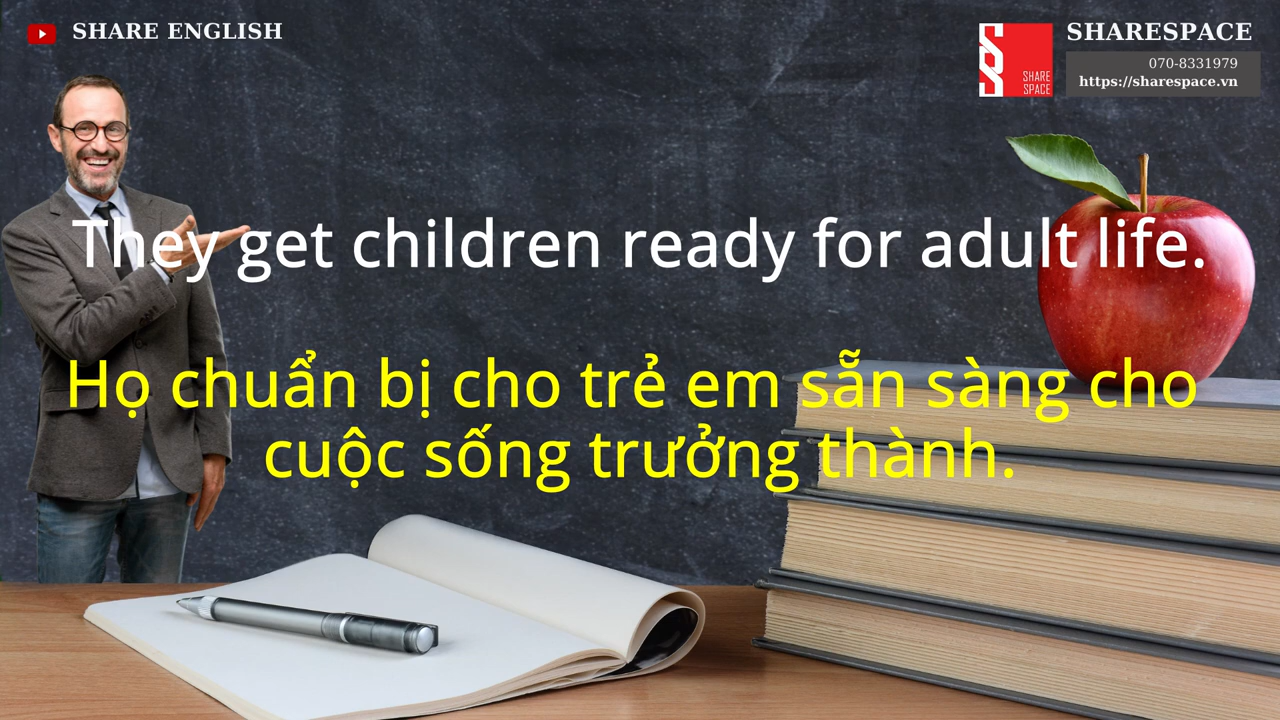 SHARE ENGLISH
SHARESPACE
070-8331979
https://sharespace.vn
SHARE
SPACE
They get children ready for adult life.
Họ chuẩn bị cho trẻ em sẵn sàng cho
cuộc sống trưởng thành.